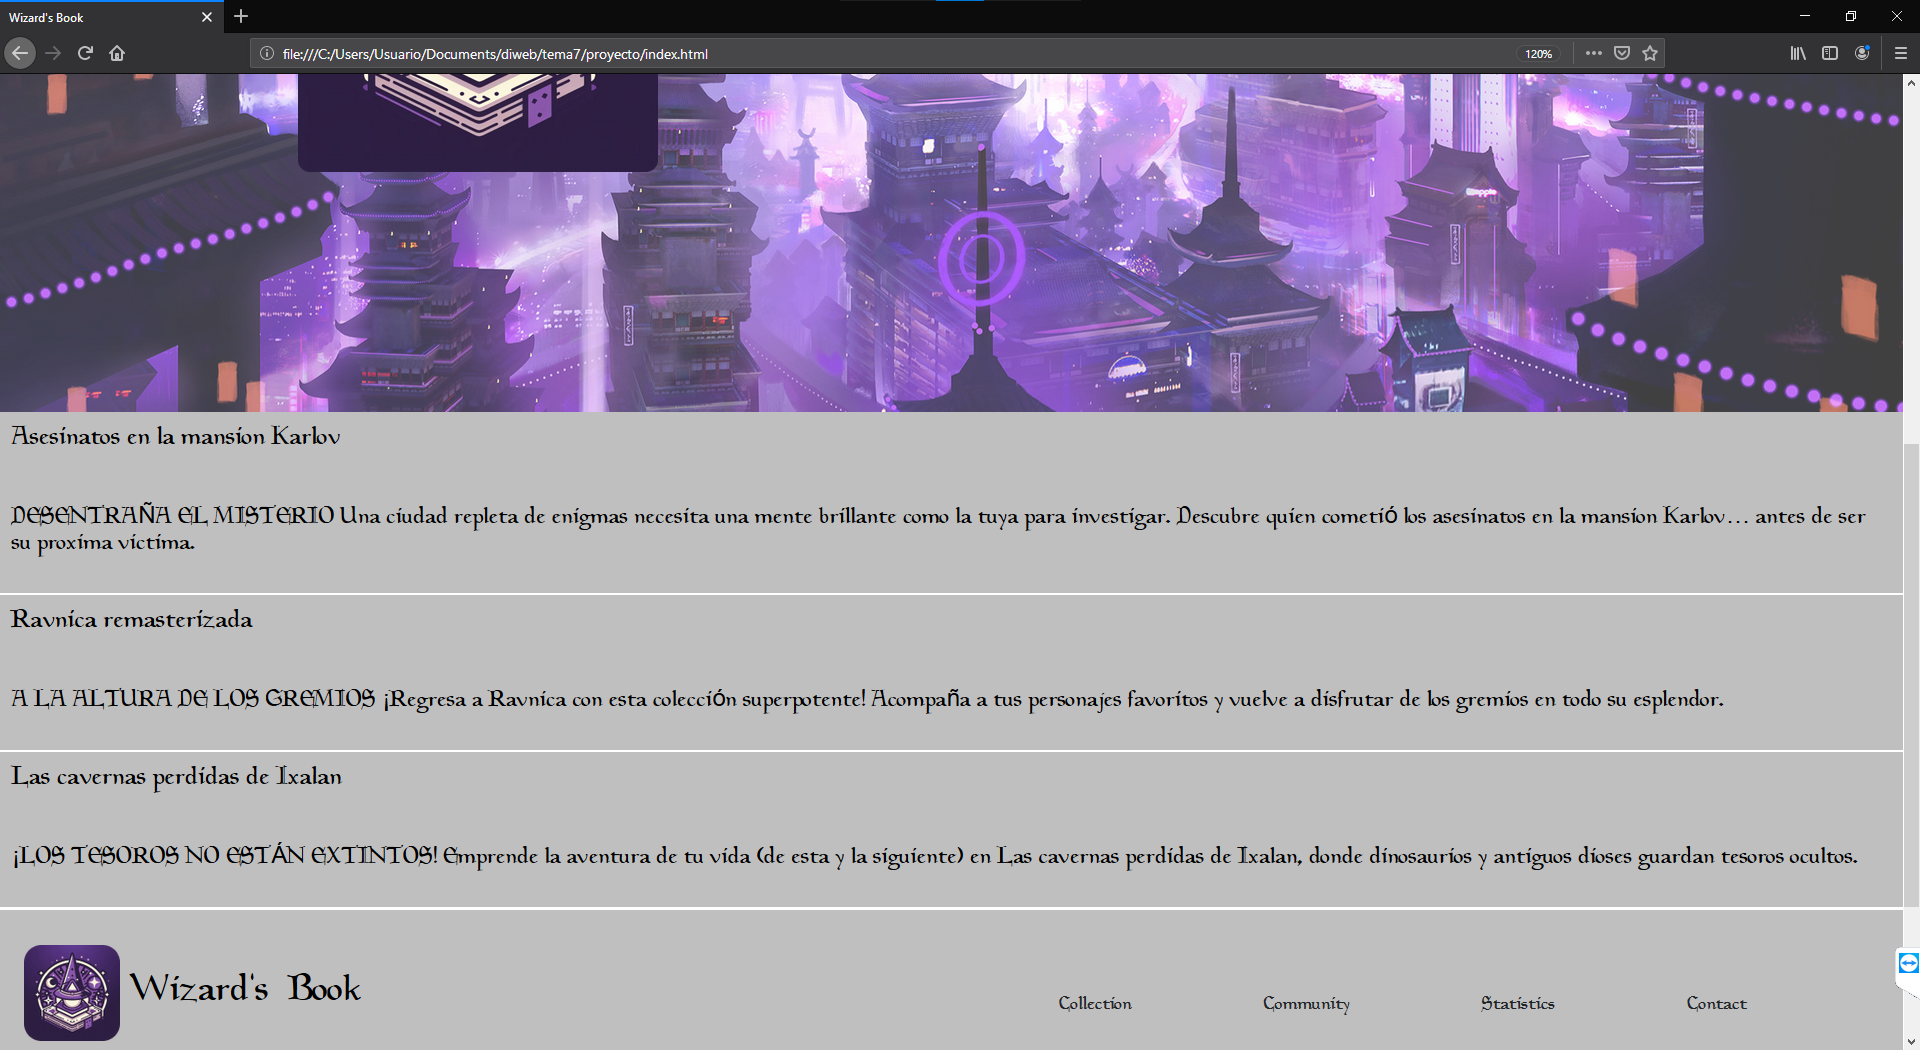 Wizard's Book
file:///C:/Users/Usuario/Documents/diweb/tema7/proyecto/index.html
120%
Asesinatos en la mansion Karlov
DESENTRAÑA EL MISTERIO Una ciudad repleta de enigmas necesita una mente brillante como la tuya para investigar. Descubre quien cometió los asesinatos en la mansion Karlov... antes de ser
su proxima victima.
Ravnica remasterizada
A LA ALTURA DE LOS GREMIOS ¡Regresa a Ravnica con esta colección superpotente! Acompaña a tus personajes favoritos y vuelve a disfrutar de los gremios en todo su esplendor.
Las cavernas perdidas de Ixalan
¡LOS TESOROS NO ESTÁN EXTINTOS! Emprende la aventura de tu vida (de esta y la siguiente) en Las cavernas perdidas de Ixalan, donde dinosaurios y antiguos dioses guardan tesoros ocultos.
Wizard's Book
Collection
Community
Statistics
Contact